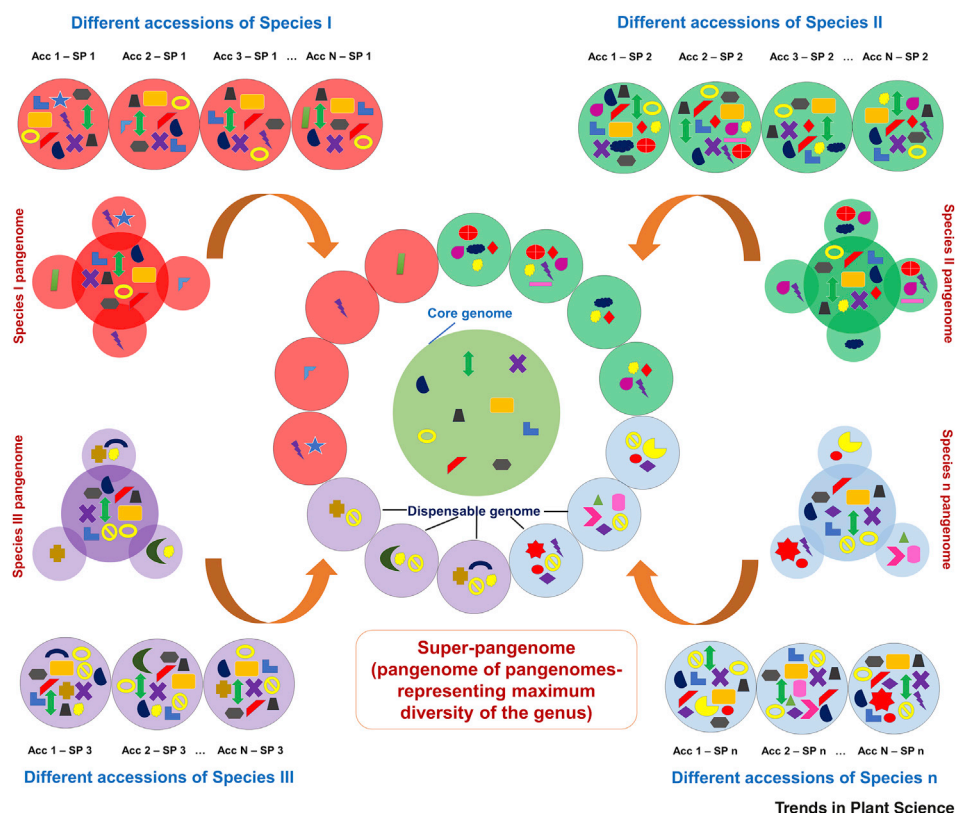 Different accessions of Species I
Different accessions of Species II
Acc 1 – SP 1 Acc 2 – SP 1 Acc 3 – SP 1 … Acc N – SP 1
Acc 1 – SP 2 Acc 2 – SP 2 Acc 3 – SP 2 … Acc N – SP 2
Species I pangenome
Species II pangenome
Core genome
Species III pangenome
Species n pangenome
Dispensable genome
Super-pangenome
(pangenome of pangenomes-
representing maximum
diversity of the genus)
Acc 1 – SP 3 Acc 2 – SP 3 … Acc N – SP 3
Acc 1 – SP n Acc 2 – SP n … Acc N – SP n
Different accessions of Species III
Different accessions of Species n
Trends in Plant Science